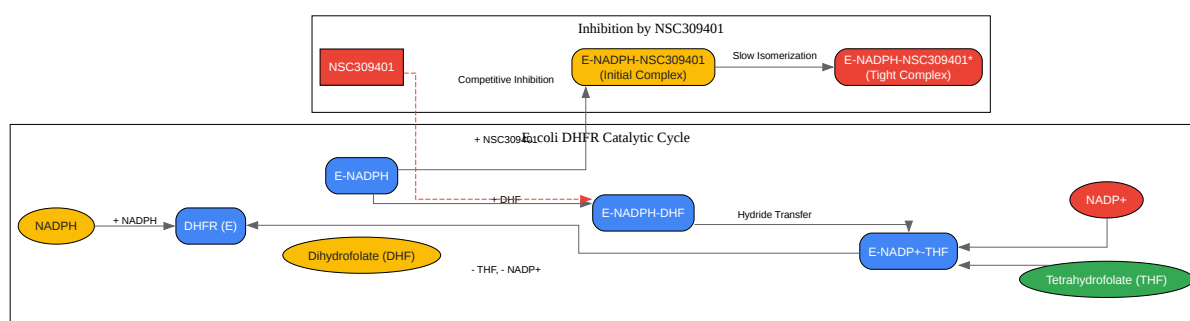 Inhibition by NSC309401
NSC309401
E-NADPH-NSC309401
(Initial Complex)
Slow Isomerization
E-NADPH-NSC309401*
(Tight Complex)
Competitive Inhibition
+ NSC309401
E.coli DHFR Catalytic Cycle
E-NADPH
+ DHF
E-NADPH-DHF
NADP+
NADPH
+ NADPH
DHFR (E)
Hydride Transfer
Dihydrofolate (DHF)
E-NADP+-THF
- THF, - NADP+
Tetrahydrofolate (THF)